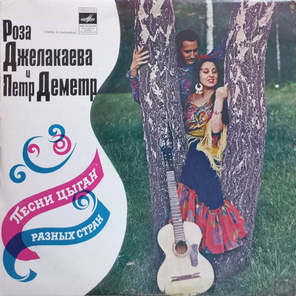 Роза
Джелакаева
и
Петр Деметр
Песни цыган
разных стран